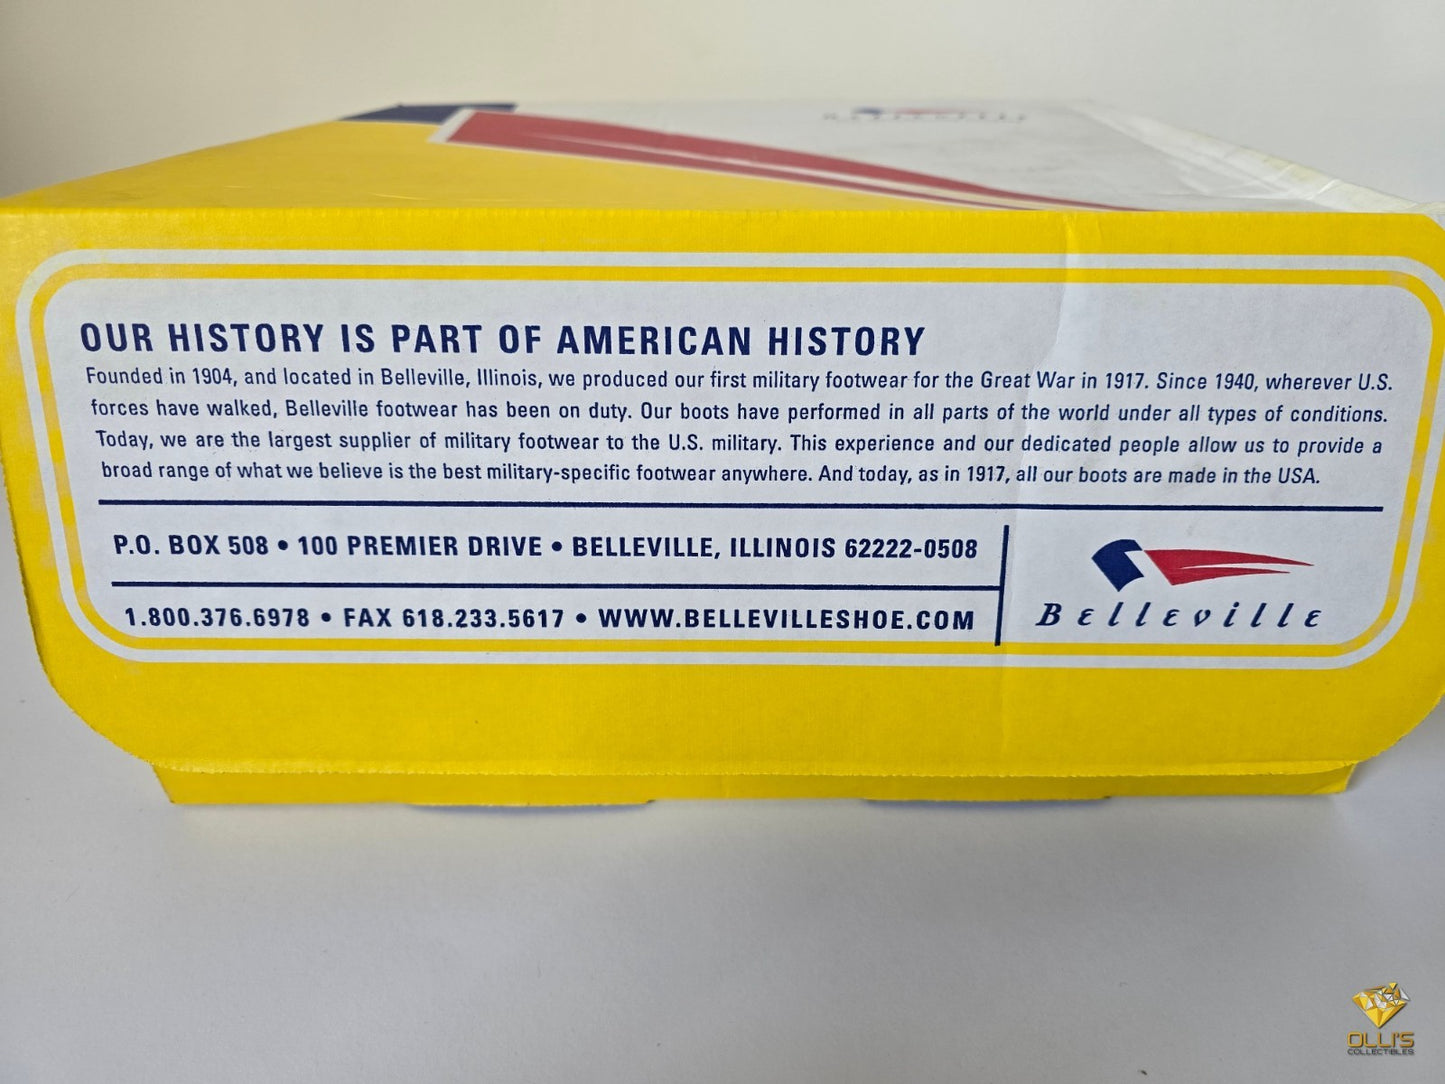 OUR HISTORY IS PART OF AMERICAN HISTORY
Founded in 1904, and located in Belleville, Illinois, we produced our first military footwear for the Great War in 1917. Since 1940, wherever U.S.
forces have walked, Belleville footwear has been on duty. Our boots have performed in all parts of the world under all types of conditions.
Today, we are the largest supplier of military footwear to the U.S. military. This experience and our dedicated people allow us to provide a
broad range of what we believe is the best military-specific footwear anywhere. And today, as in 1917, all our boots are made in the USA.
P.O. BOX 508 • 100 PREMIER DRIVE • BELLEVILLE, ILLINOIS 62222-0508
1.800.376.6978 • FAX 618.233.5617 • WWW.BELLEVILLESHOE.COM
Belleville
OLLI'S
COLLECTIBLES